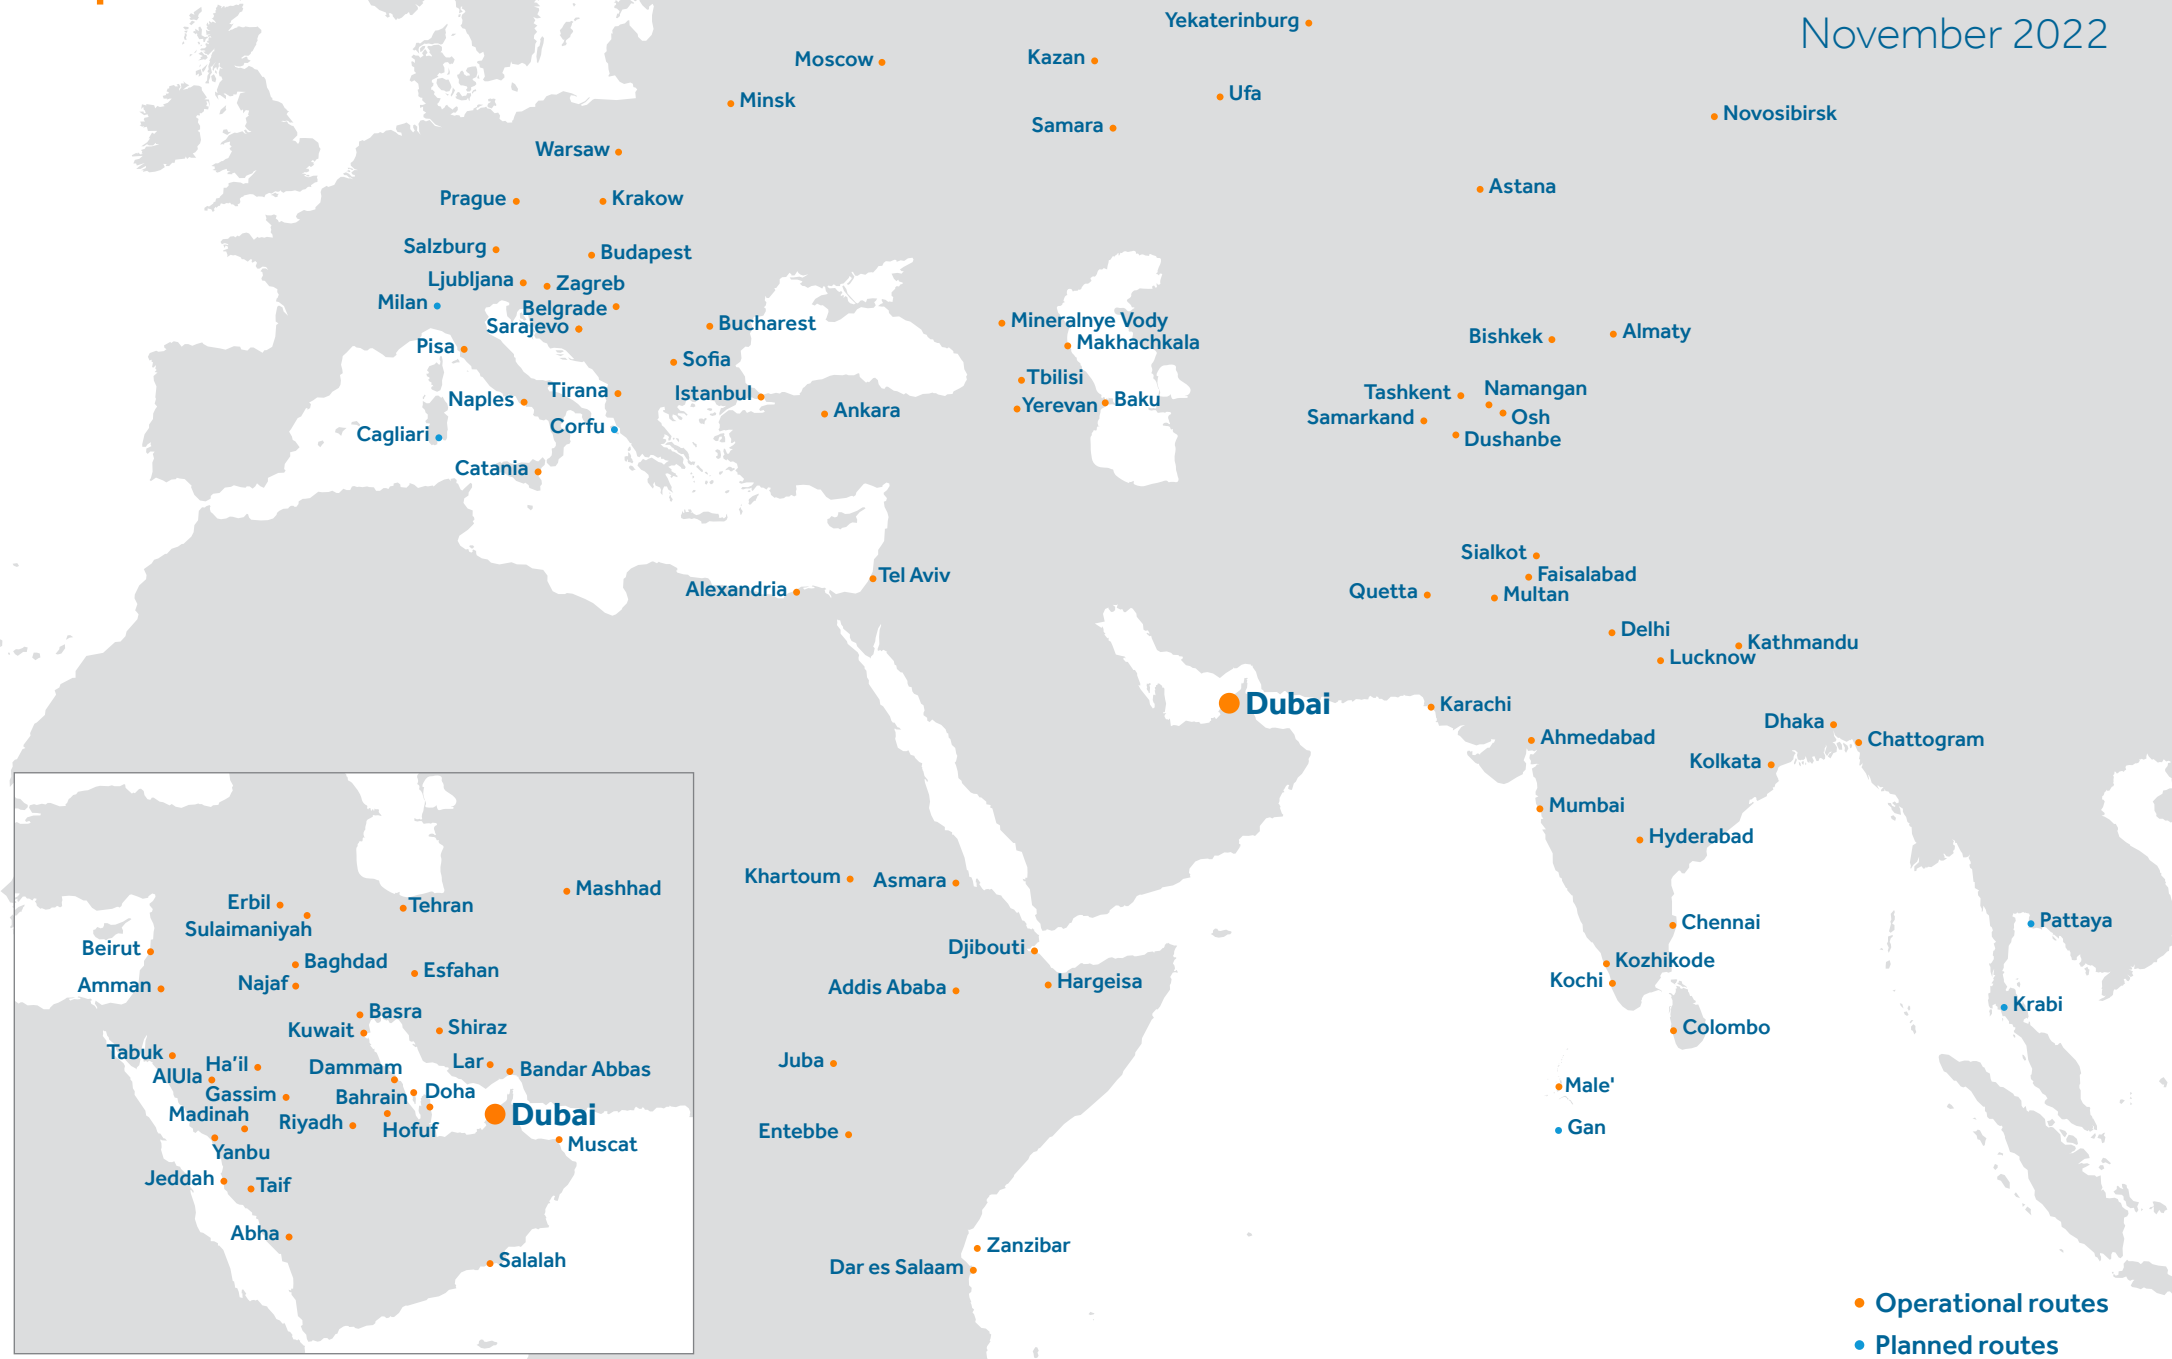 Yekaterinburg
November 2022
Moscow
Kazan
Minsk
Ufa
Samara
Novosibirsk
Warsaw
Astana
Prague
Krakow
Salzburg
Budapest
Ljubljana
Zagreb
Milan
Belgrade
Sarajevo
Bucharest
Mineralnye Vody
Makhachkala
Bishkek
Almaty
Pisa
Sofia
Tbilisi
Tirana
Istanbul
Naples
Ankara
Yerevan
Baku
Tashkent
Namangan
Samarkand
Osh
Dushanbe
Cagliari
Corfu
Catania
Sialkot
Faisalabad
Quetta
Multan
Alexandria
Tel Aviv
Delhi
Kathmandu
Lucknow
Dubai
Karachi
Dhaka
Ahmedabad
Chattogram
Kolkata
Mumbai
Hyderabad
Khartoum
Asmara
Chennai
Pattaya
Djibouti
Kozhikode
Addis Ababa
Hargeisa
Kochi
Krabi
Colombo
Juba
Male'
Entebbe
Gan
Zanzibar
Dar es Salaam
Mashhad
Erbil
Tehran
Sulaimaniyah
Beirut
Baghdad
Esfahan
Amman
Najaf
Basra
Kuwait
Shiraz
Tabuk
Ha'il
Dammam
Lar
Bandar Abbas
AlUla
Gassim
Bahrain
Doha
Madinah
Riyadh
Hofuf
Dubai
Muscat
Yanbu
Jeddah
Taif
Abha
Salalah
Operational routes
Planned routes